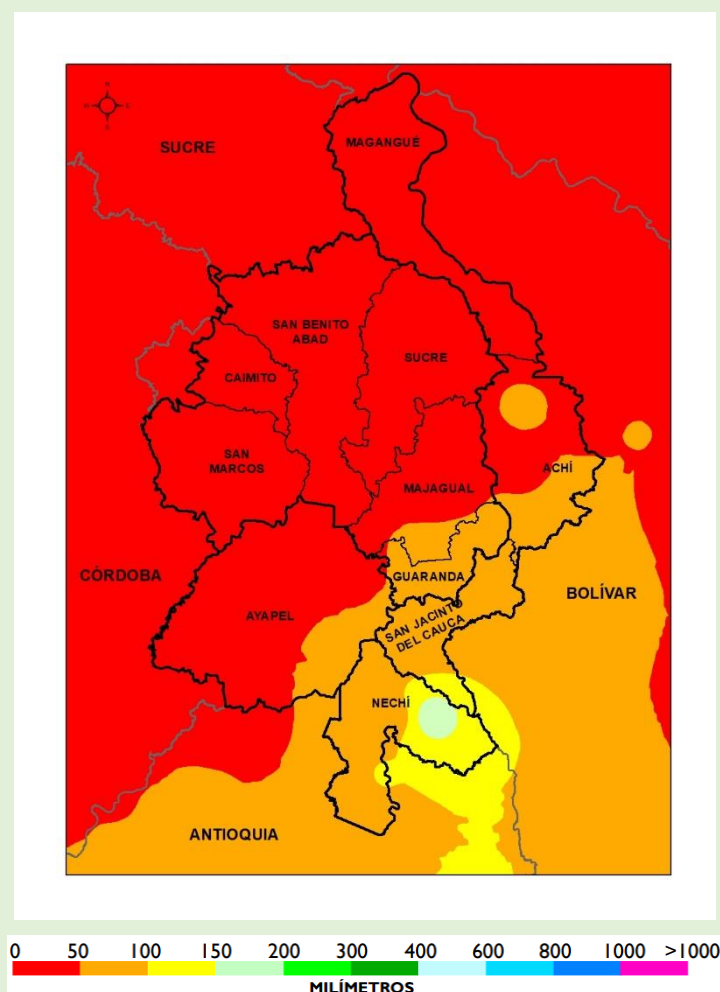 SUCRE
MAGANGUÉ
SAN BENITO
ABAD
SUCRE
CAIMITO
SAN
MARCOS
ACHÍ
MAJAGUAL
CÓRDOBA
GUARANDA
BOLÍVAR
AYAPEL
SAN JACINTO
DEL CAUCA
NECHÍ
ANTIOQUIA
0 50 100 150 200 300 400 600 800 1000 >1000
MILÍMETROS